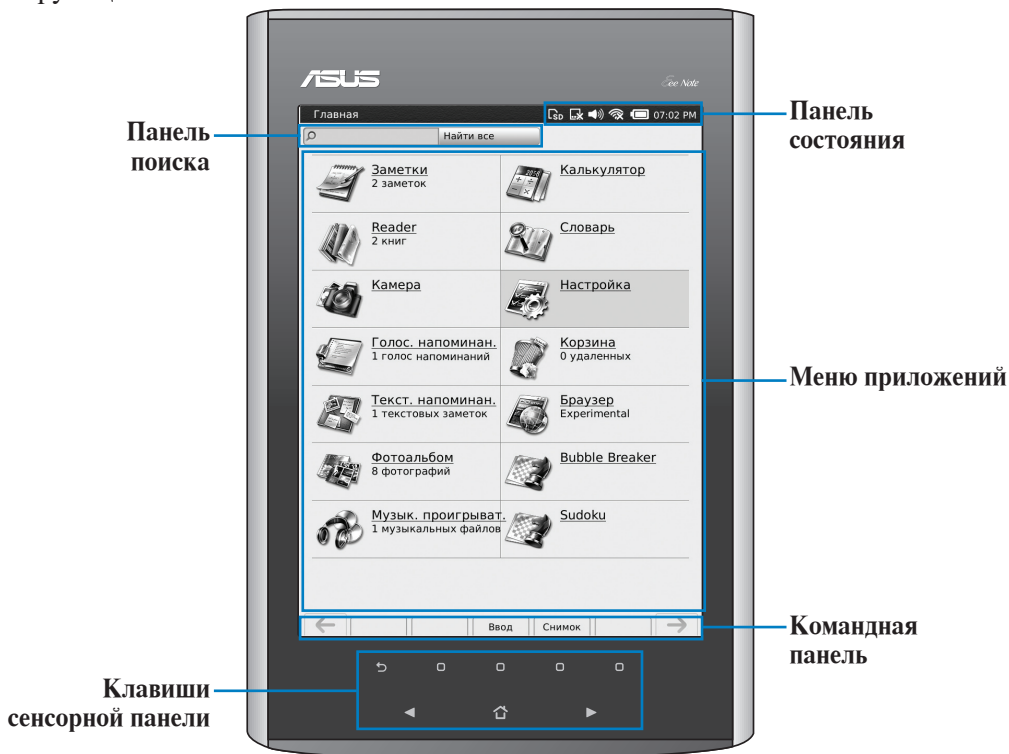 ASUS
Eee Note
Главная
SD
07:02 PM
Панель
состояния
Панель
поиска
Найти все
Заметки
2 заметок
Калькулятор
Reader
2 книг
Словарь
Камера
Настройка
Голос. напоминан.
1 голос напоминаний
Корзина
0 удаленных
Меню приложений
Текст. напоминан.
1 текстовых заметок
Браузер
Experimental
Фотоальбом
8 фотографий
Bubble Breaker
Музык. проигрыват.
1 музыкальных файлов
Sudoku
Ввод
Снимок
Командная
панель
Клавиши
сенсорной панели